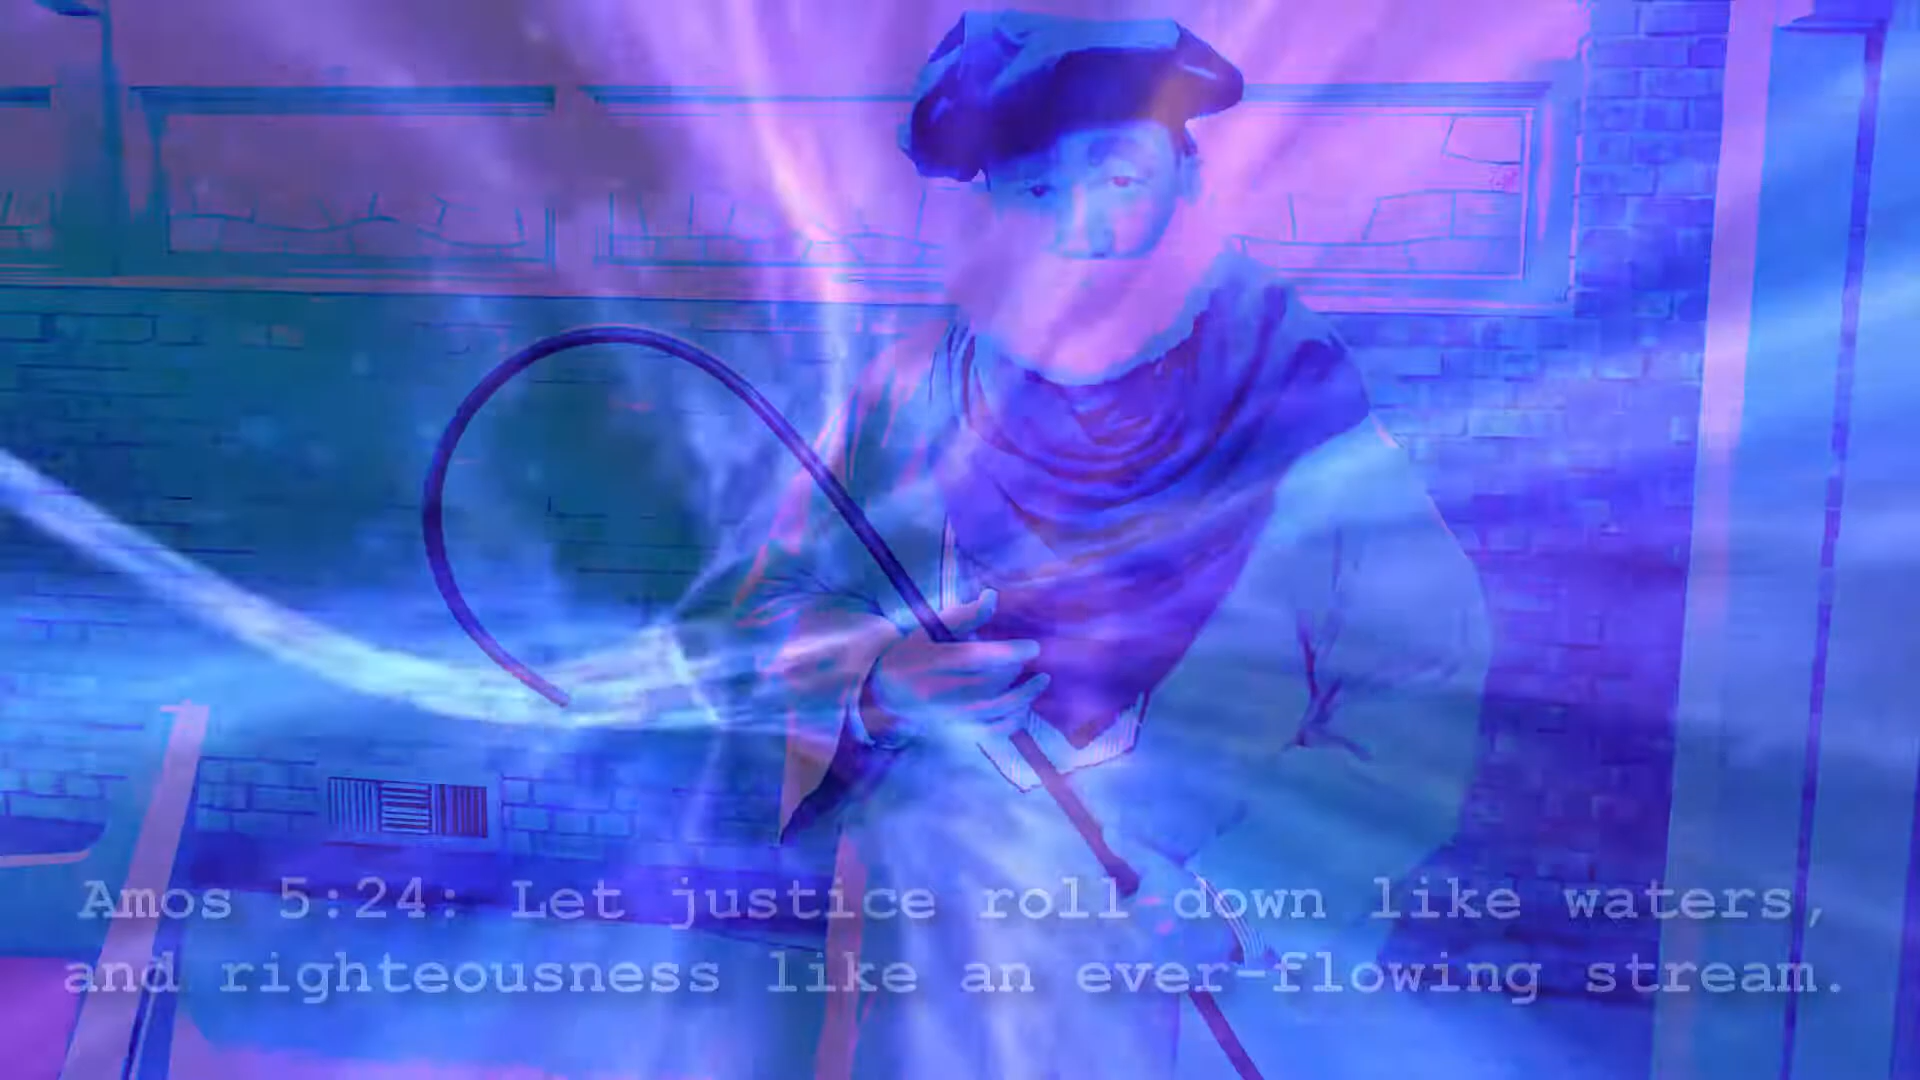 Amos 5:24: Let justice roll down like waters,
and righteousness like an ever-flowing stream.